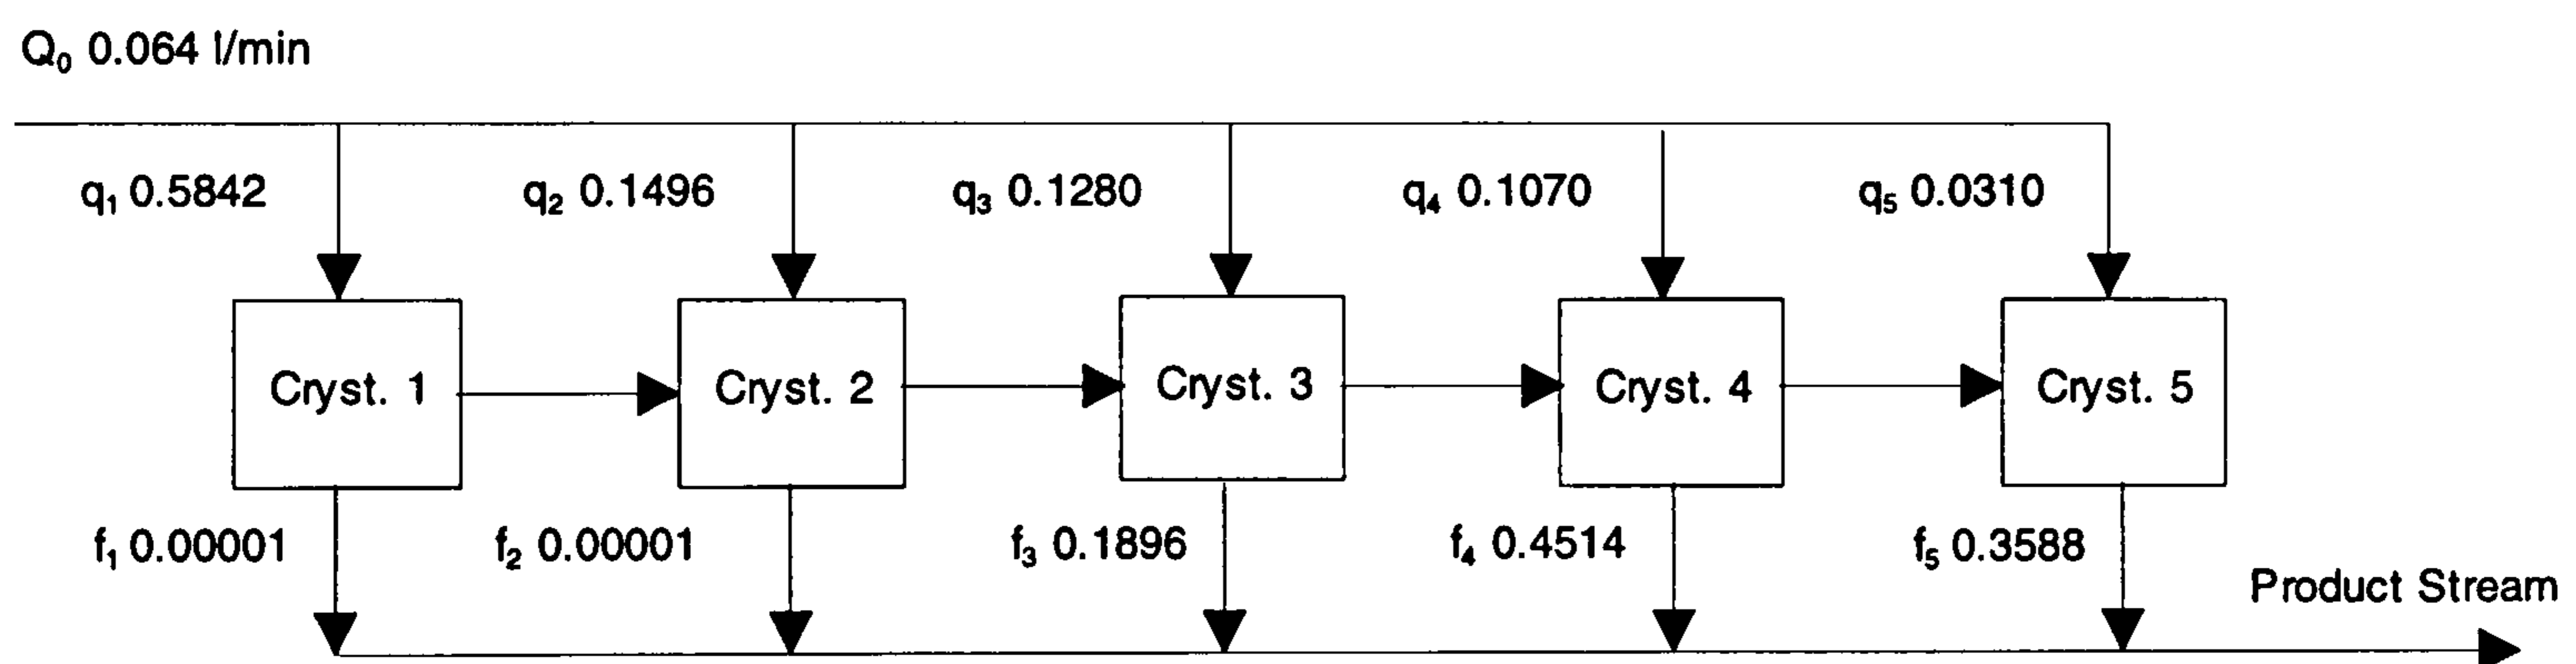 Q₀ 0.064 l/min
q₁ 0.5842
q₂ 0.1496
q₃ 0.1280
q₄ 0.1070
q₅ 0.0310
Cryst. 1
Cryst. 2
Cryst. 3
Cryst. 4
Cryst. 5
f₁ 0.00001
f₂ 0.00001
f₃ 0.1896
f₄ 0.4514
f₅ 0.3588
Product Stream